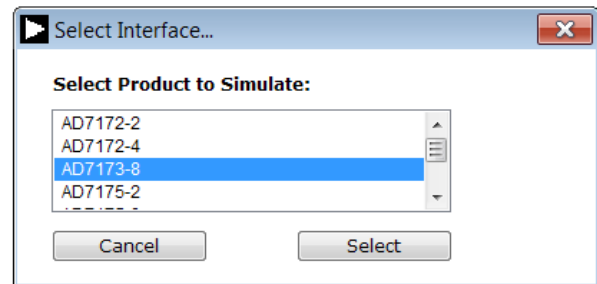 Select Interface...
Select Product to Simulate:
AD7172-2
AD7172-4
AD7173-8
AD7175-2
Cancel Select